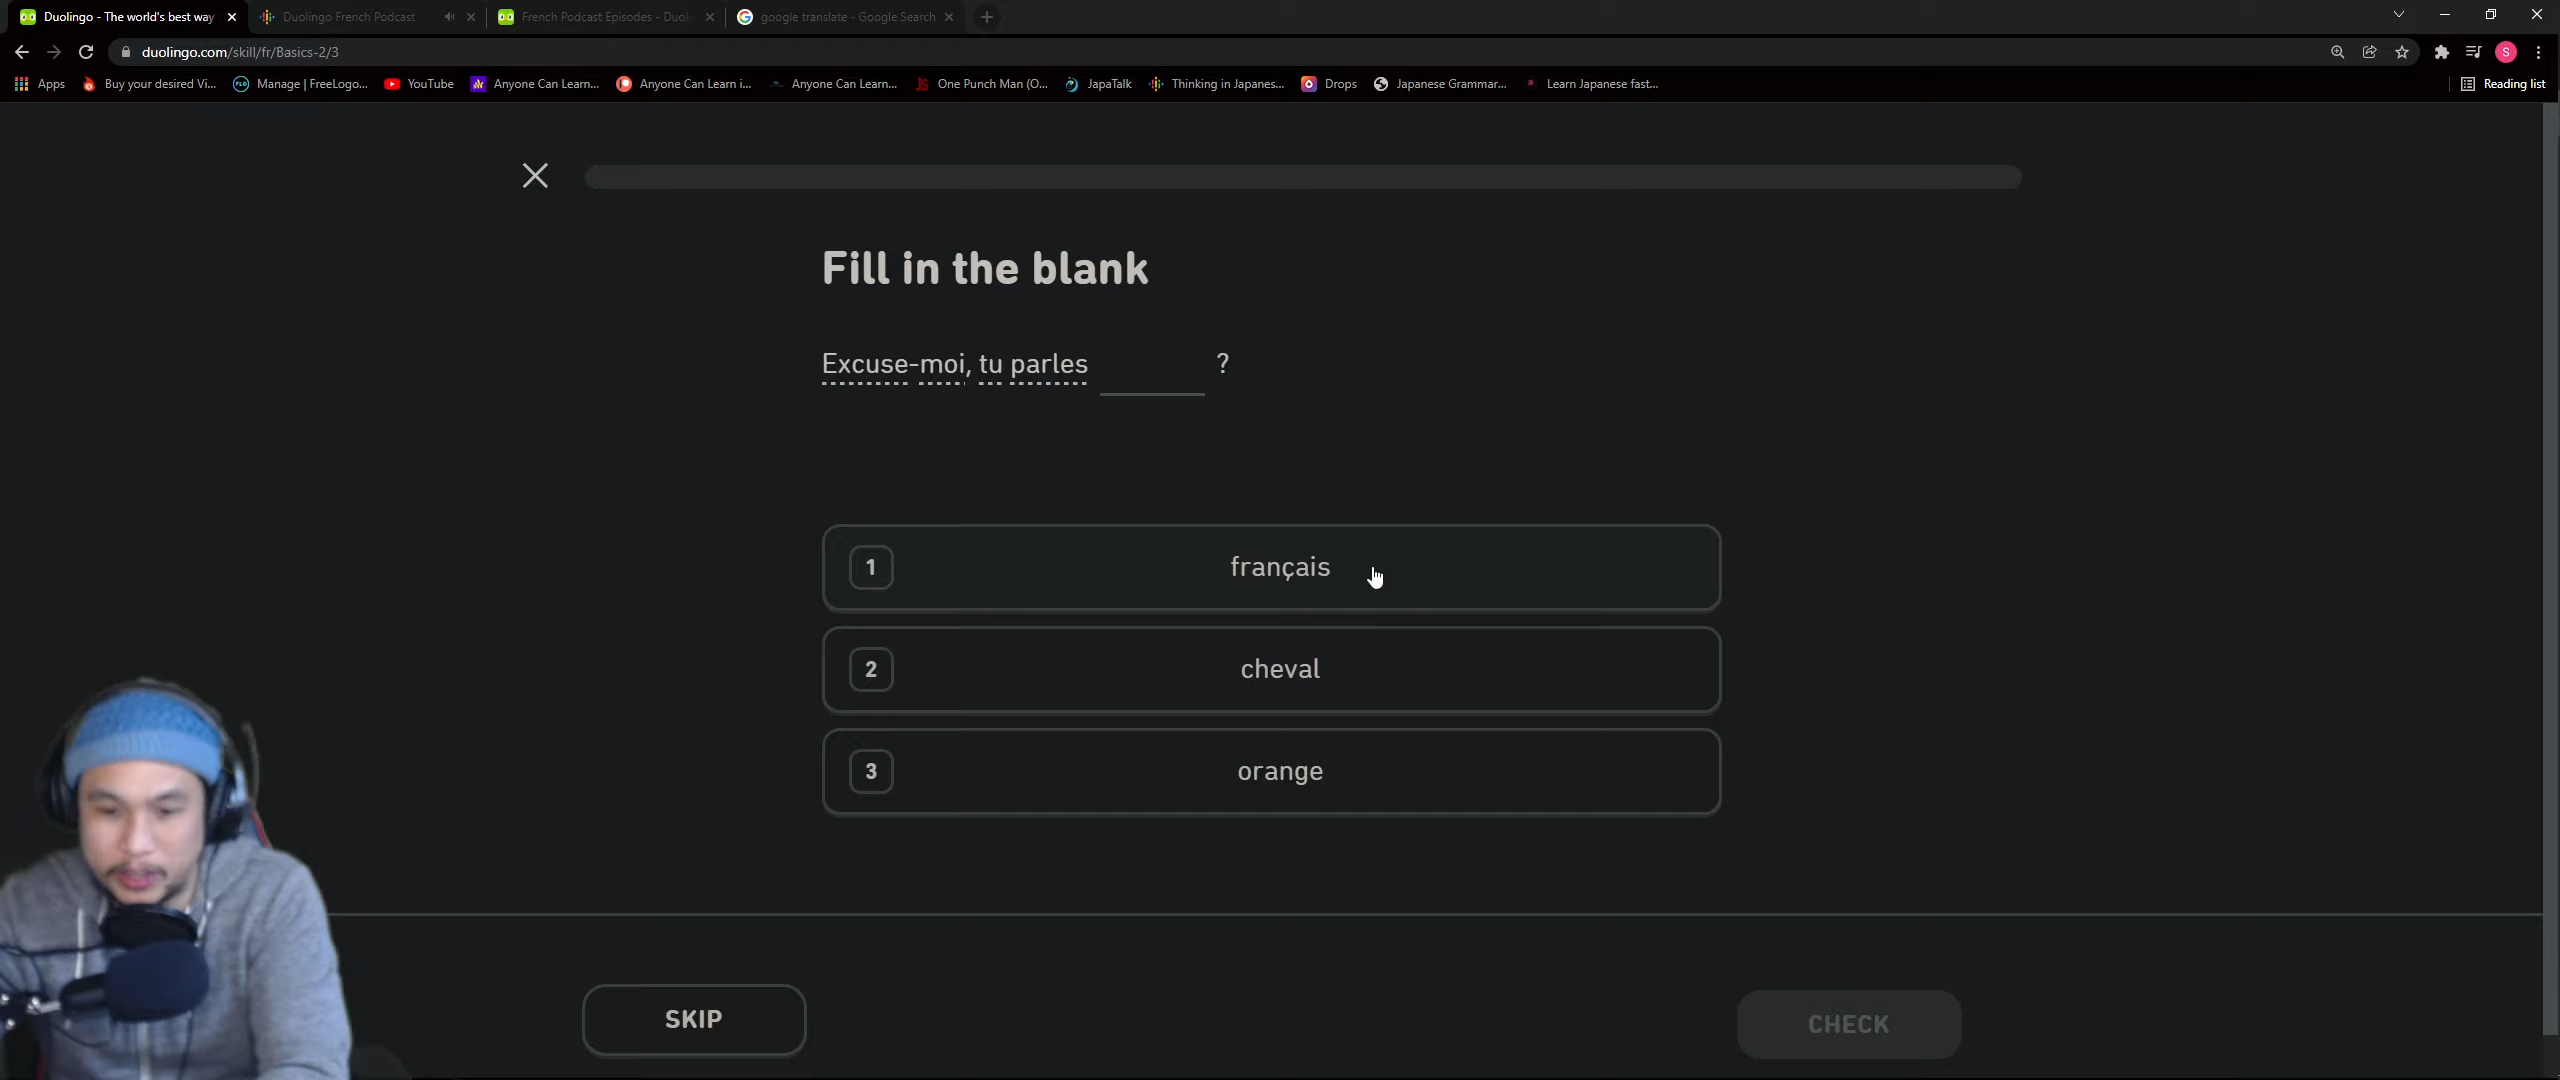 Duolingo - The world's best way
Duolingo French Podcast
French Podcast Episodes - Duoli
google translate - Google Search
duolingo.com/skill/fr/Basics-2/3
S
Apps
Buy your desired Vi...
Manage | FreeLogo...
YouTube
Anyone Can Learn...
Anyone Can Learn i...
Anyone Can Learn...
One Punch Man (O...
JapaTalk
Thinking in Japanes...
Drops
Japanese Grammar...
Learn Japanese fast...
Reading list
Fill in the blank
Excuse-moi, tu parles ?
1 français
2 cheval
3 orange
SKIP
CHECK